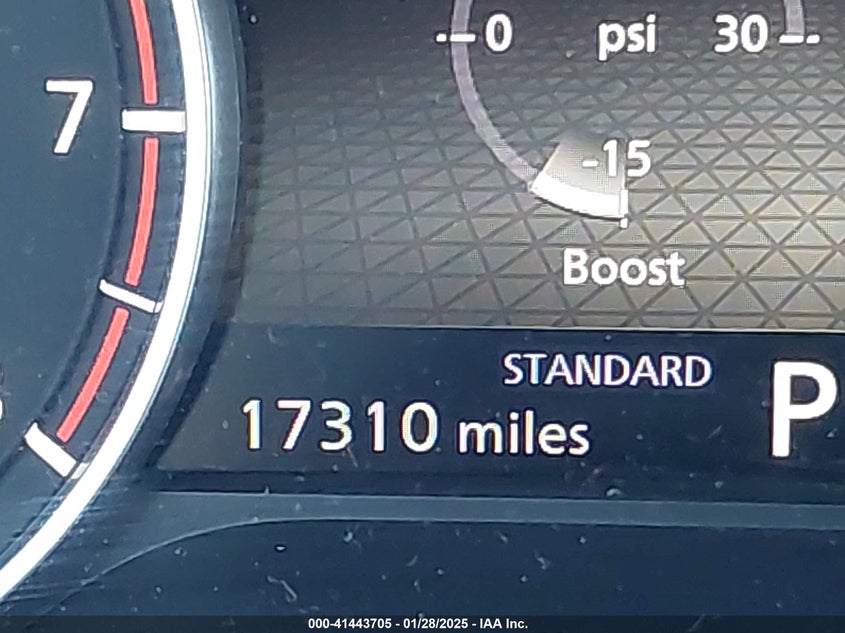 0 psi 30
7
-15
Boost
STANDARD
17310 miles P
000-41443705 - 01/28/2025 - IAA Inc.